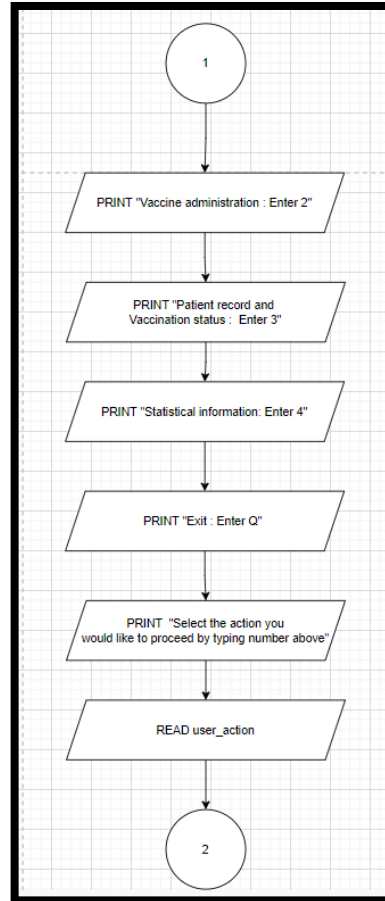 1
PRINT "Vaccine administration : Enter 2"
PRINT "Patient record and
Vaccination status :  Enter 3"
PRINT "Statistical information: Enter 4"
PRINT "Exit : Enter Q"
PRINT  "Select the action you
would like to proceed by typing number above"
READ user_action
2